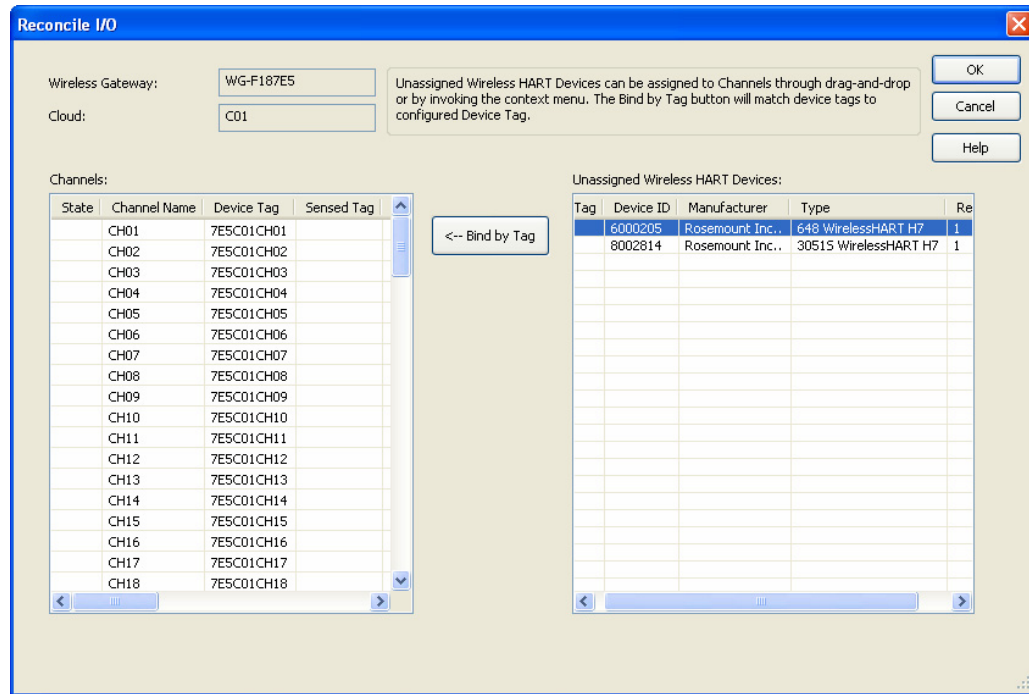 Reconcile I/O
Wireless Gateway:
WG-F187E5
Cloud:
C01
Unassigned Wireless HART Devices can be assigned to Channels through drag-and-drop
or by invoking the context menu. The Bind by Tag button will match device tags to
configured Device Tag.
OK
Cancel
Help
Channels:
State Channel Name Device Tag Sensed Tag
CH01 7E5C01CH01
CH02 7E5C01CH02
CH03 7E5C01CH03
CH04 7E5C01CH04
CH05 7E5C01CH05
CH06 7E5C01CH06
CH07 7E5C01CH07
CH08 7E5C01CH08
CH09 7E5C01CH09
CH10 7E5C01CH10
CH11 7E5C01CH11
CH12 7E5C01CH12
CH13 7E5C01CH13
CH14 7E5C01CH14
CH15 7E5C01CH15
CH16 7E5C01CH16
CH17 7E5C01CH17
CH18 7E5C01CH18
<-- Bind by Tag
Unassigned Wireless HART Devices:
Tag Device ID Manufacturer Type Re
6000205 Rosemount Inc.. 648 WirelessHART H7 1
8002814 Rosemount Inc.. 3051S WirelessHART H7 1